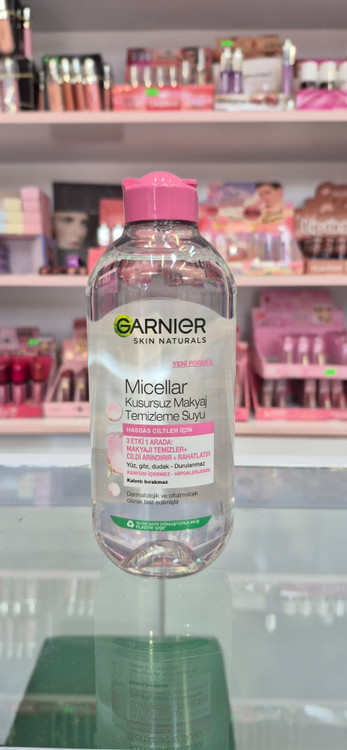 GARNIER
SKIN NATURALS
YENİ FORMÜL
Micellar
Kusursuz Makyaj
Temizleme Suyu
HASSAS CİLTLER İÇİN
3 ETKİ 1 ARADA:
MAKYAJI TEMİZLER+
CİLDİ ARINDIRIR + RAHATLATIR
Yüz, göz, dudak - Durulanmaz
PARFÜM İÇERMEZ - HİPOALERJENİK
Kalıntı bırakmaz
Dermatolojik ve oftalmolojik
olarak test edilmiştir